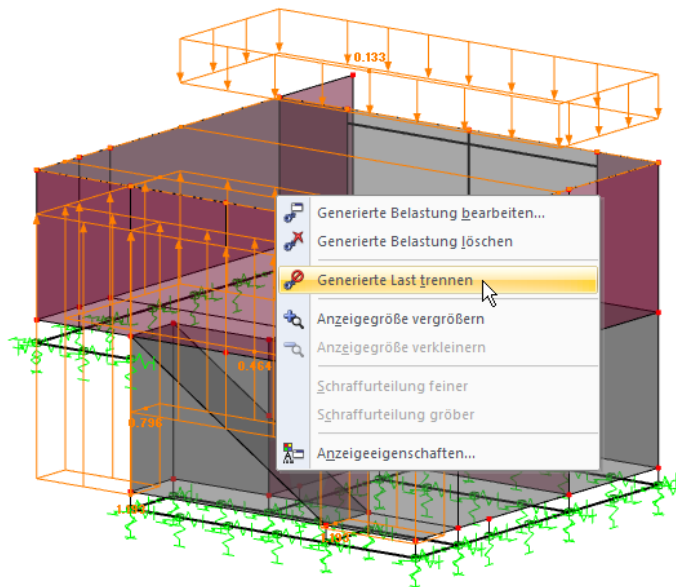 0.133
Generierte Belastung bearbeiten...
Generierte Belastung löschen
Generierte Last trennen
Anzeigegröße vergrößern
Anzeigegröße verkleinern
0.464
Schraffurteilung feiner
Schraffurteilung gröber
0.796
Anzeigeeigenschaften...